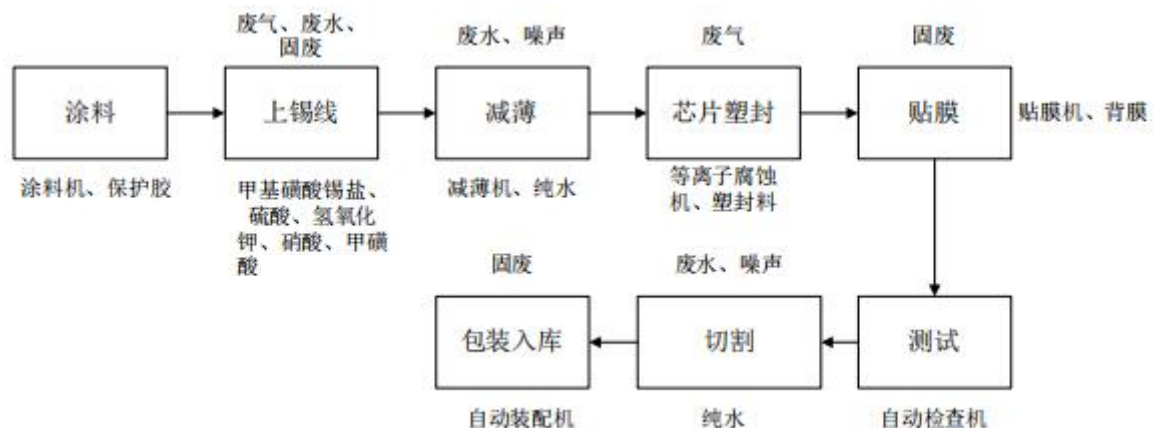 废气、废水、
固废
废水、噪声
废气
固废
涂料
上锡线
减薄
芯片塑封
贴膜
贴膜机、背膜
涂料机、保护胶
甲基磺酸锡盐、
硫酸、氢氧化
钾、硝酸、甲磺
酸
减薄机、纯水
等离子腐蚀
机、塑封料
固废
废水、噪声
包装入库
切割
测试
自动装配机
纯水
自动检查机